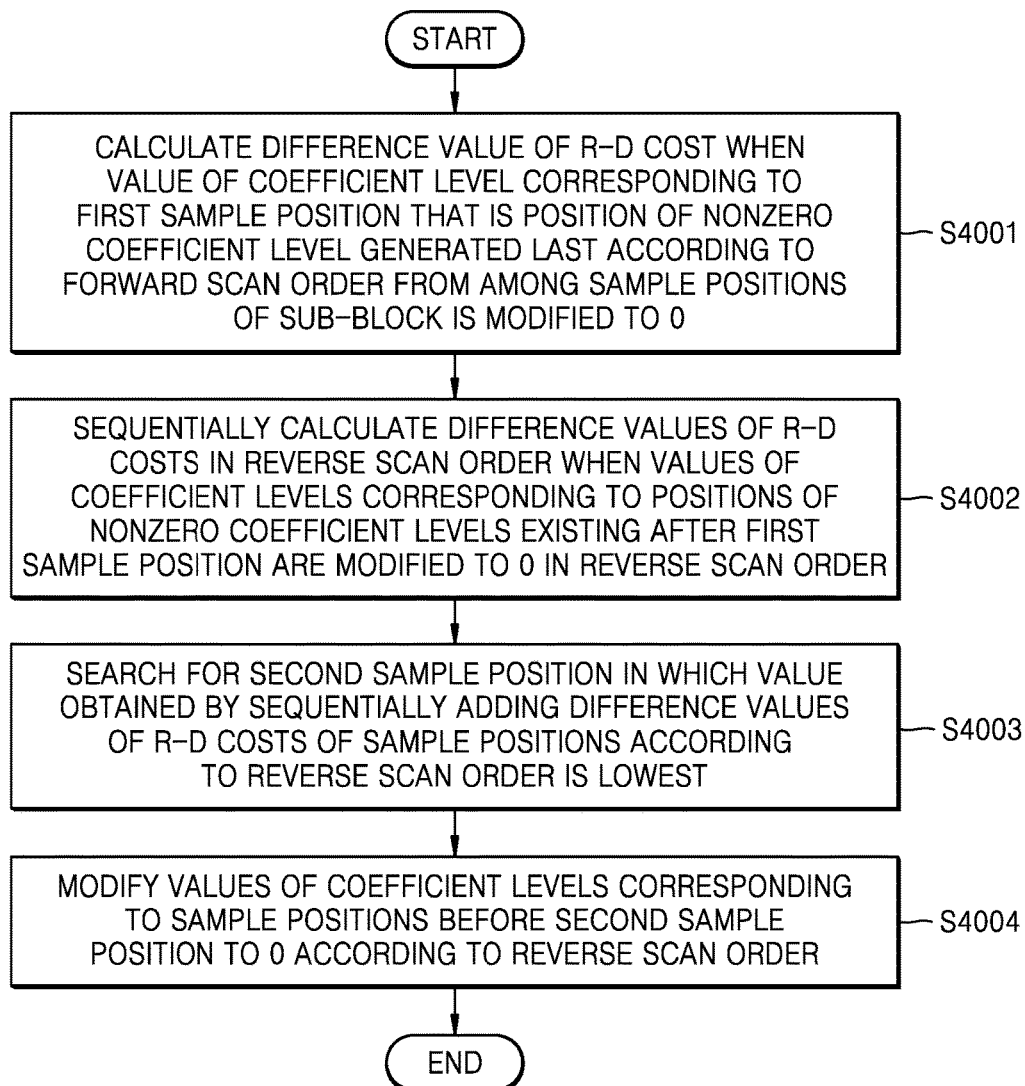 START
CALCULATE DIFFERENCE VALUE OF R-D COST WHEN
VALUE OF COEFFICIENT LEVEL CORRESPONDING TO
FIRST SAMPLE POSITION THAT IS POSITION OF NONZERO
COEFFICIENT LEVEL GENERATED LAST ACCORDING TO
FORWARD SCAN ORDER FROM AMONG SAMPLE POSITIONS
OF SUB-BLOCK IS MODIFIED TO 0
S4001
SEQUENTIALLY CALCULATE DIFFERENCE VALUES OF R-D
COSTS IN REVERSE SCAN ORDER WHEN VALUES OF
COEFFICIENT LEVELS CORRESPONDING TO POSITIONS OF
NONZERO COEFFICIENT LEVELS EXISTING AFTER FIRST
SAMPLE POSITION ARE MODIFIED TO 0 IN REVERSE SCAN ORDER
S4002
SEARCH FOR SECOND SAMPLE POSITION IN WHICH VALUE
OBTAINED BY SEQUENTIALLY ADDING DIFFERENCE VALUES
OF R-D COSTS OF SAMPLE POSITIONS ACCORDING
TO REVERSE SCAN ORDER IS LOWEST
S4003
MODIFY VALUES OF COEFFICIENT LEVELS CORRESPONDING
TO SAMPLE POSITIONS BEFORE SECOND SAMPLE
POSITION TO 0 ACCORDING TO REVERSE SCAN ORDER
S4004
END